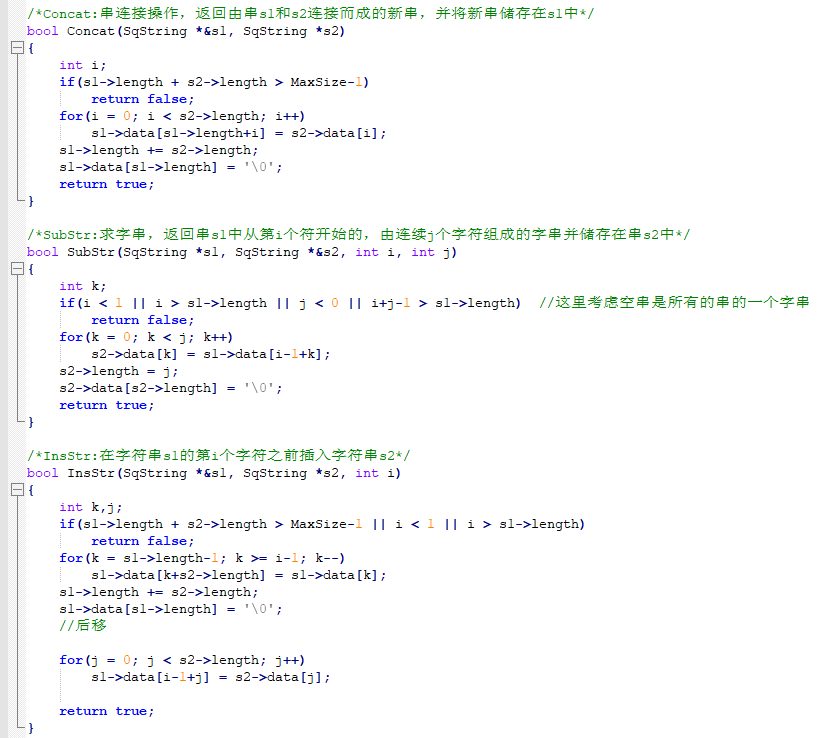 /*Concat:串连接操作，返回由串s1和s2连接而成的新串，并将新串储存在s1中*/
bool Concat(SqString *&s1, SqString *s2)
{
    int i;
    if(s1->length + s2->length > MaxSize-1)
        return false;
    for(i = 0; i < s2->length; i++)
        s1->data[s1->length+i] = s2->data[i];
    s1->length += s2->length;
    s1->data[s1->length] = '\0';
    return true;
}
/*SubStr:求字串，返回串s1中从第i个符开始的，由连续j个字符组成的字串并储存在串s2中*/
bool SubStr(SqString *s1, SqString *&s2, int i, int j)
{
    int k;
    if(i < 1 || i > s1->length || j < 0 || i+j-1 > s1->length)  //这里考虑空串是所有的串的一个字串
        return false;
    for(k = 0; k < j; k++)
        s2->data[k] = s1->data[i-1+k];
    s2->length = j;
    s2->data[s2->length] = '\0';
    return true;
}
/*InsStr:在字符串s1的第i个字符之前插入字符串s2*/
bool InsStr(SqString *&s1, SqString *s2, int i)
{
    int k,j;
    if(s1->length + s2->length > MaxSize-1 || i < 1 || i > s1->length)
        return false;
    for(k = s1->length-1; k >= i-1; k--)
        s1->data[k+s2->length] = s1->data[k];
    s1->length += s2->length;
    s1->data[s1->length] = '\0';
    //后移
    for(j = 0; j < s2->length; j++)
        s1->data[i-1+j] = s2->data[j];
    return true;
}